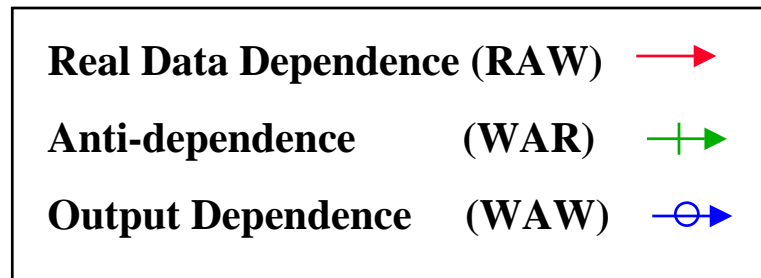 Real Data Dependence (RAW)
Anti-dependence (WAR)
Output Dependence (WAW)